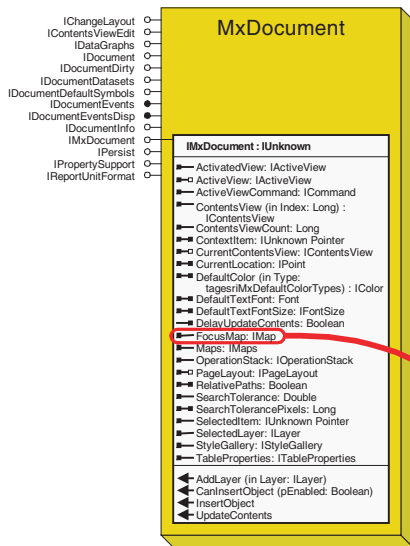 MxDocument
IChangeLayout
IContentsViewEdit
IDataGraphs
IDocument
IDocumentDirty
IDocumentDatasets
IDocumentDefaultSymbols
IDocumentEvents
IDocumentEventsDisp
IDocumentInfo
IMxDocument
IPersist
IPropertySupport
IReportUnitFormat
IMxDocument : IUnknown
ActivatedView: IActiveView
ActiveView: IActiveView
ActiveViewCommand: ICommand
ContentsView (in Index: Long) :
IContentsView
ContentsViewCount: Long
ContextItem: IUnknown Pointer
CurrentContentsView: IContentsView
CurrentLocation: IPoint
DefaultColor (in Type:
tagesriMxDefaultColorTypes) : IColor
DefaultTextFont: Font
DefaultTextFontSize: IFontSize
DelayUpdateContents: Boolean
FocusMap: IMap
Maps: IMaps
OperationStack: IOperationStack
PageLayout: IPageLayout
RelativePaths: Boolean
SearchTolerance: Double
SearchTolerancePixels: Long
SelectedItem: IUnknown Pointer
SelectedLayer: ILayer
StyleGallery: IStyleGallery
TableProperties: ITableProperties
AddLayer (in Layer: ILayer)
CanInsertObject (pEnabled: Boolean)
InsertObject
UpdateContents